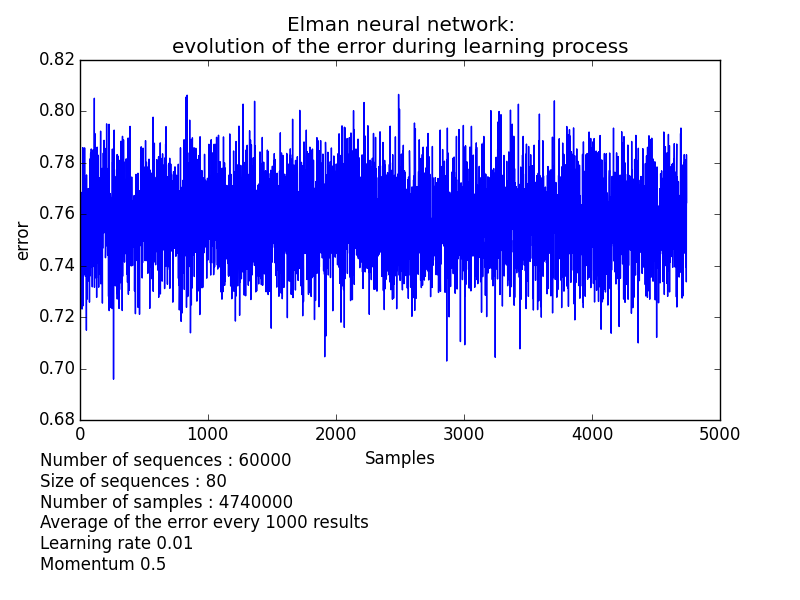 Elman neural network:
evolution of the error during learning process
error
0.82
0.80
0.78
0.76
0.74
0.72
0.70
0.68
0 1000 2000 3000 4000 5000
Samples
Number of sequences : 60000
Size of sequences : 80
Number of samples : 4740000
Average of the error every 1000 results
Learning rate 0.01
Momentum 0.5